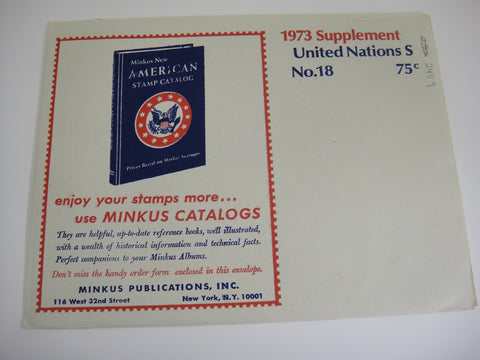 1973 Supplement
United Nations S
No.18 75¢
Minkus New
AMERICAN
STAMP CATALOG
Prices Based on Market Averages
enjoy your stamps more...
use MINKUS CATALOGS
They are helpful, up-to-date reference books, well illustrated,
with a wealth of historical information and technical facts.
Perfect companions to your Minkus Albums.
Don't miss the handy order form enclosed in this envelope.
MINKUS PUBLICATIONS, INC.
116 West 32nd Street New York, N.Y. 10001